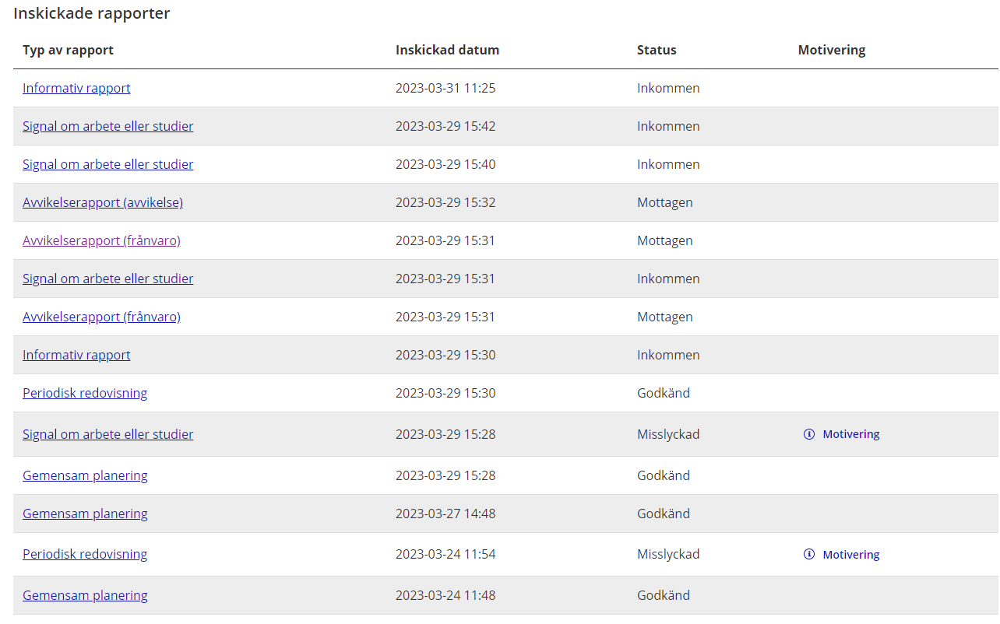 Inskickade rapporter
Typ av rapport Inskickad datum Status Motivering
Informativ rapport 2023-03-31 11:25 Inkommen
Signal om arbete eller studier 2023-03-29 15:42 Inkommen
Signal om arbete eller studier 2023-03-29 15:40 Inkommen
Avvikelserapport (avvikelse) 2023-03-29 15:32 Mottagen
Avvikelserapport (frånvaro) 2023-03-29 15:31 Mottagen
Signal om arbete eller studier 2023-03-29 15:31 Inkommen
Avvikelserapport (frånvaro) 2023-03-29 15:31 Mottagen
Informativ rapport 2023-03-29 15:30 Inkommen
Periodisk redovisning 2023-03-29 15:30 Godkänd
Signal om arbete eller studier 2023-03-29 15:28 Misslyckad Motivering
Gemensam planering 2023-03-29 15:28 Godkänd
Gemensam planering 2023-03-27 14:48 Godkänd
Periodisk redovisning 2023-03-24 11:54 Misslyckad Motivering
Gemensam planering 2023-03-24 11:48 Godkänd